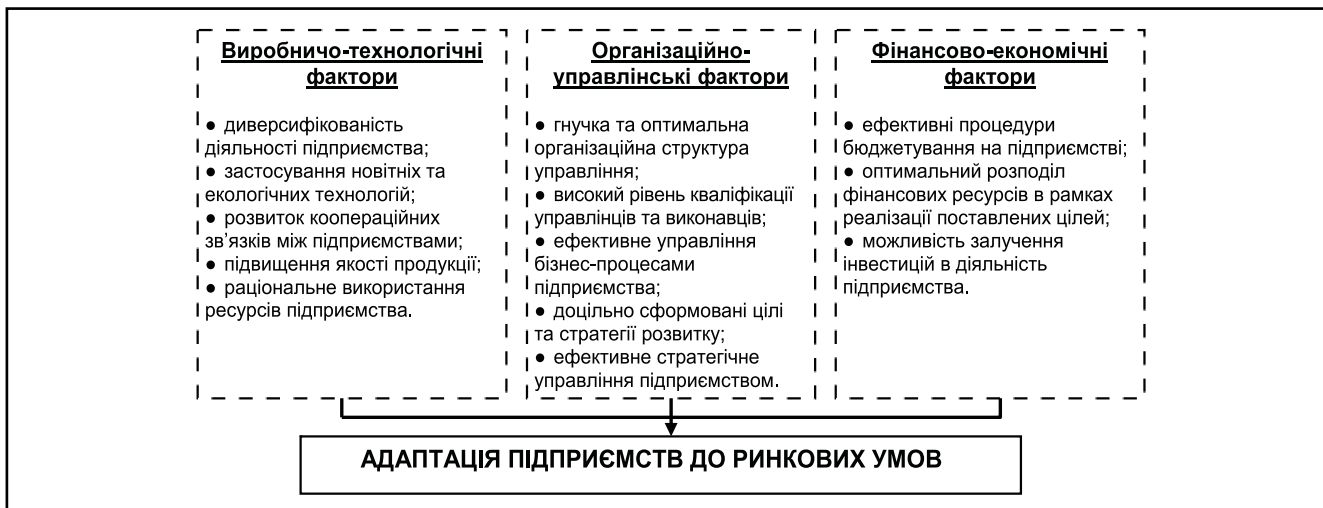 Виробничо-технологічні
фактори
● диверсифікованість
діяльності підприємства;
● застосування новітніх та
екологічних технологій;
● розвиток коопераційних
зв'язків між підприємствами;
● підвищення якості продукції;
● раціональне використання
ресурсів підприємства.
Організаційно-
управлінські фактори
● гнучка та оптимальна
організаційна структура
управління;
● високий рівень кваліфікації
управлінців та виконавців;
● ефективне управління
бізнес-процесами
підприємства;
● доцільно сформовані цілі
та стратегії розвитку;
● ефективне стратегічне
управління підприємством.
Фінансово-економічні
фактори
● ефективні процедури
бюджетування на підприємстві;
● оптимальний розподіл
фінансових ресурсів в рамках
реалізації поставлених цілей;
● можливість залучення
інвестицій в діяльність
підприємства.
АДАПТАЦІЯ ПІДПРИЄМСТВ ДО РИНКОВИХ УМОВ